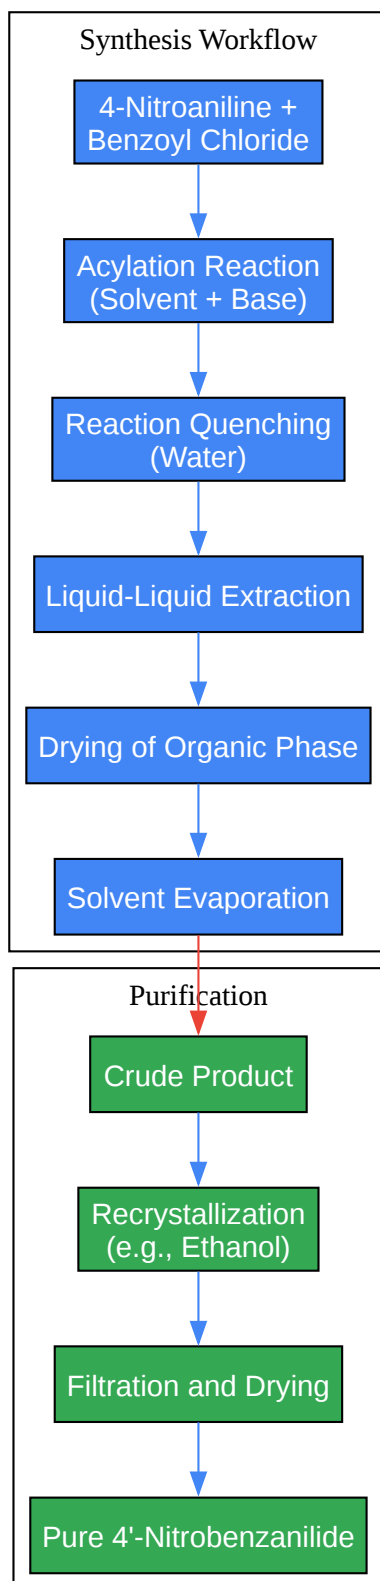 Synthesis Workflow
4-Nitroaniline +
Benzoyl Chloride
Acylation Reaction
(Solvent + Base)
Reaction Quenching
(Water)
Liquid-Liquid Extraction
Drying of Organic Phase
Solvent Evaporation
Purification
Crude Product
Recrystallization
(e.g., Ethanol)
Filtration and Drying
Pure 4'-Nitrobenzanilide